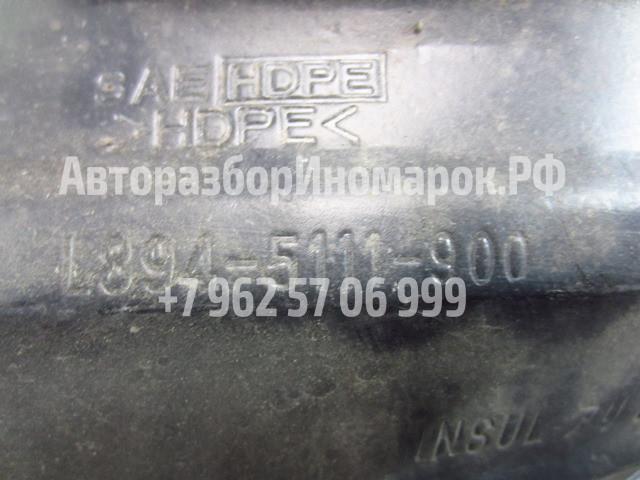 SAE HDPE
>HDPE<
АвторазборИномарок.РФ
L894-5111-900
+7 962 57 06 999
INSUL